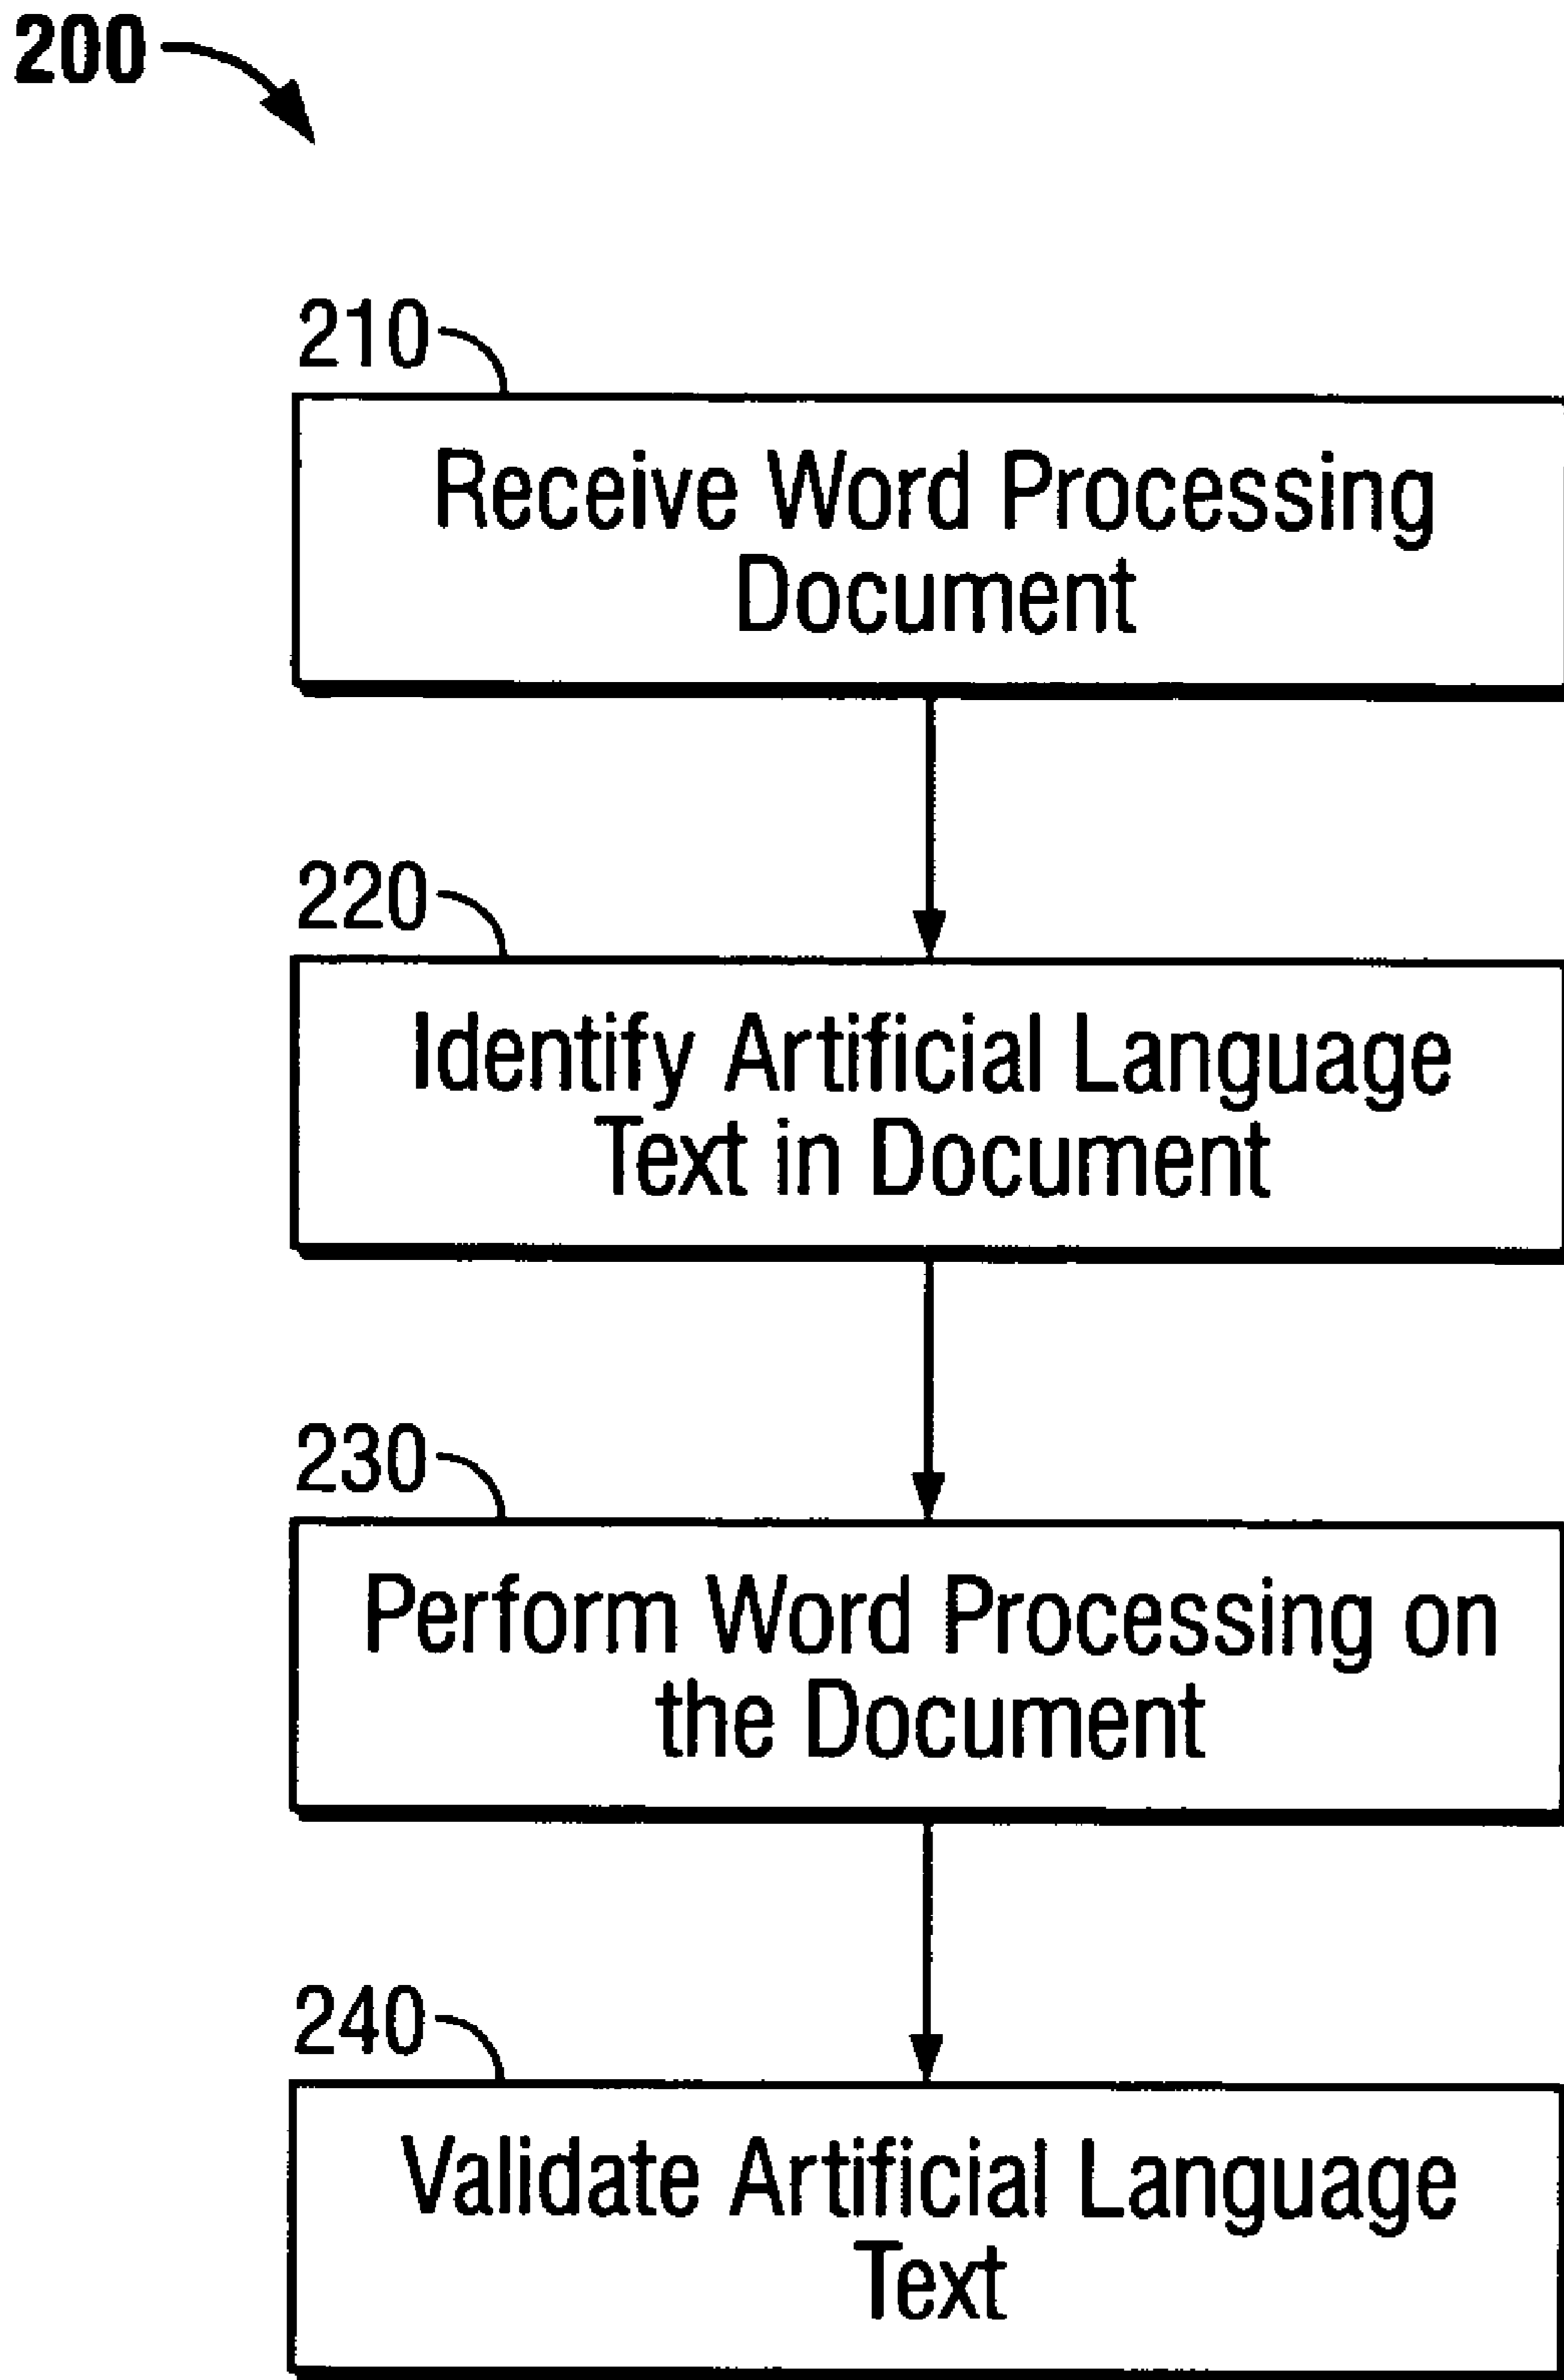 200
210
Receive Word Processing
Document
220
Identify Artificial Language
Text in Document
230
Perform Word Processing on
the Document
240
Validate Artificial Language
Text